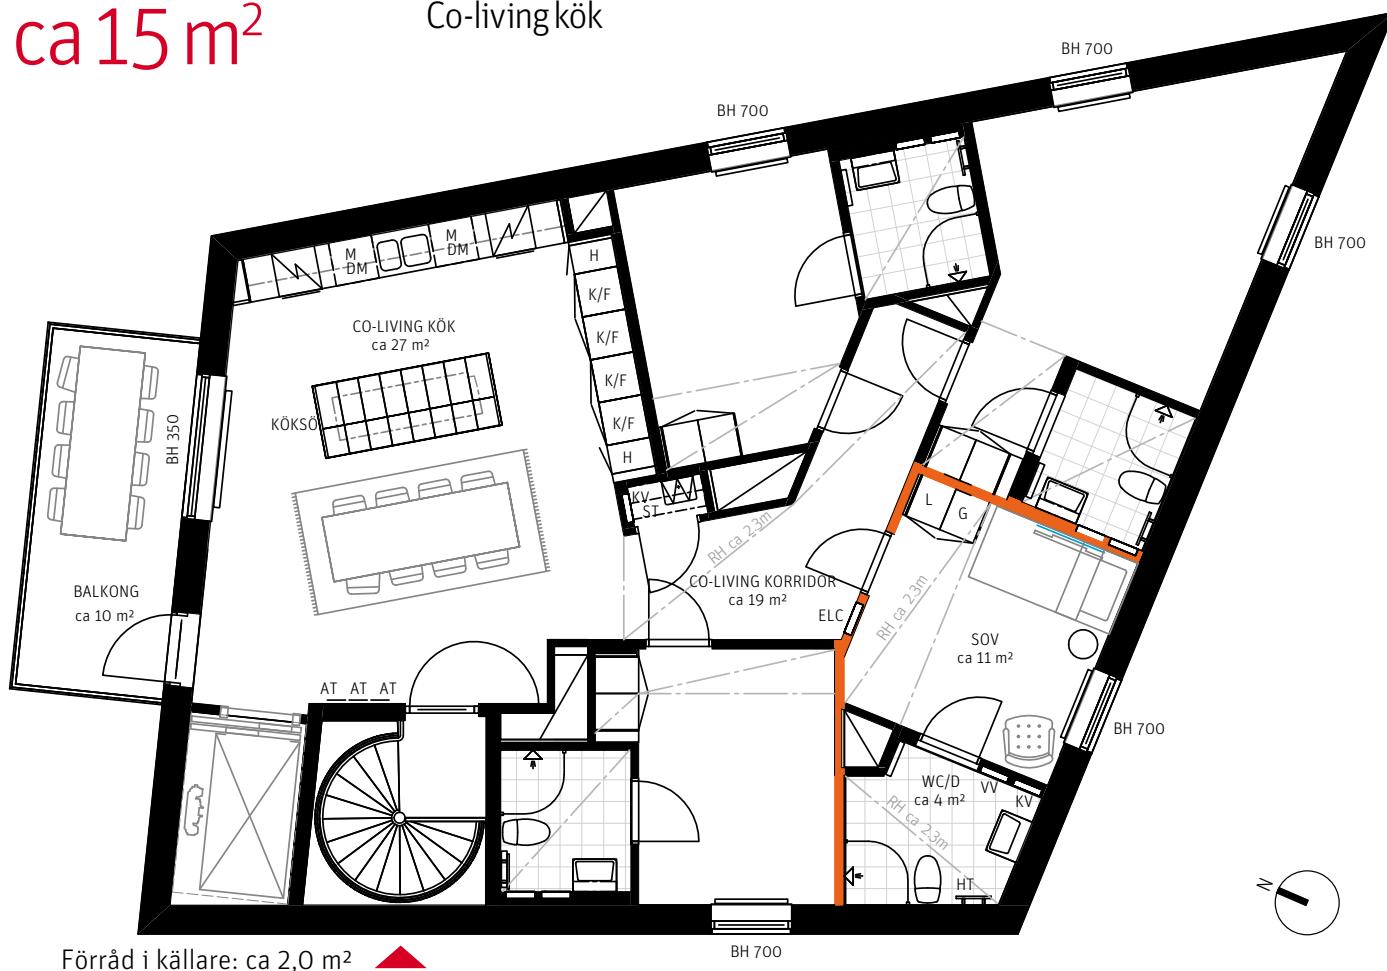 ca 15 m²
Co-living kök
BH 700
BH 700
BH 700
M
DM
M
DM
H
K/F
K/F
K/F
K/F
H
CO-LIVING KÖK
ca 27 m²
KÖKSÖ
BH 350
KV
ST
L
G
RH ca 2.3m
CO-LIVING KORRIDOR
ca 19 m²
ELC
RH ca 2.3m
SOV
ca 11 m²
BALKONG
ca 10 m²
AT AT AT
BH 700
WC/D
ca 4 m²
VV
KV
RH ca 2.3m
HT
N
BH 700
Förråd i källare: ca 2,0 m²